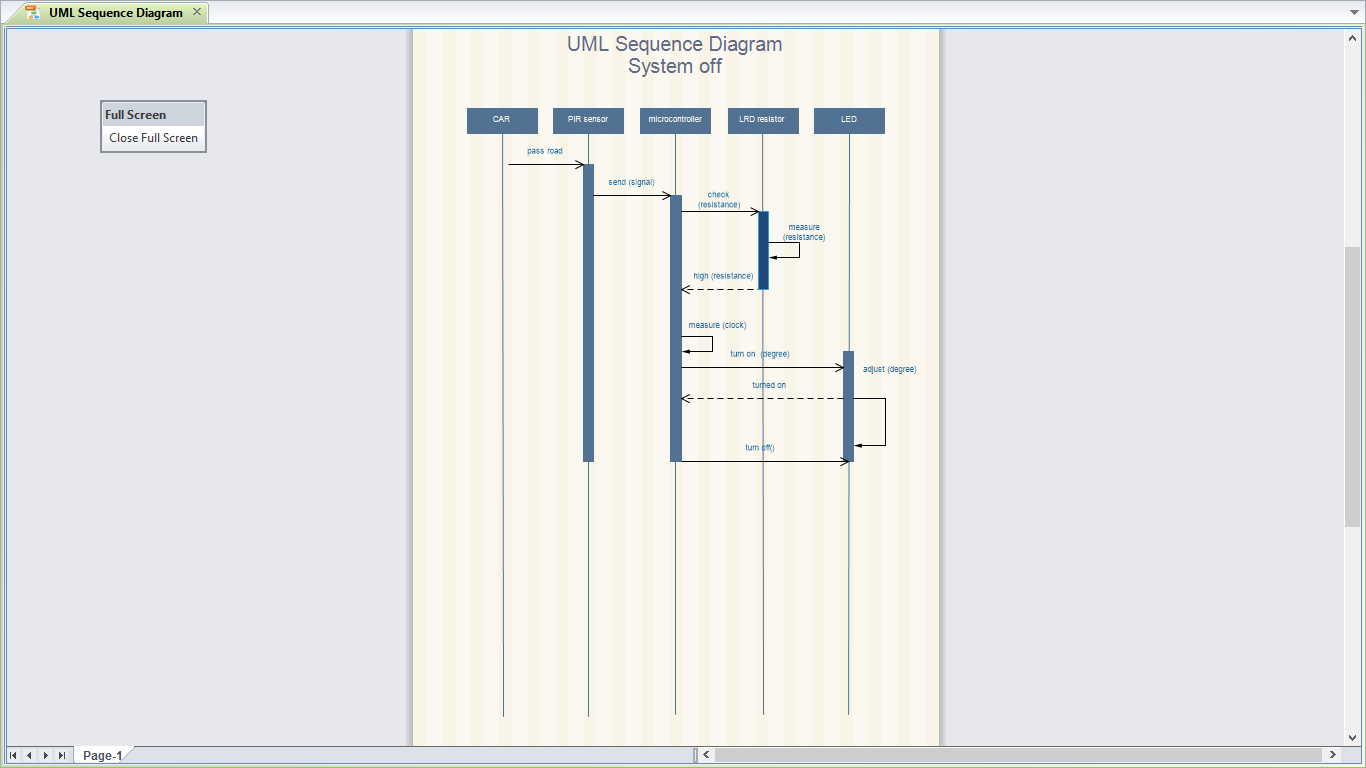 UML Sequence Diagram
UML Sequence Diagram
System off
Full Screen
Close Full Screen
CAR
PIR sensor
microcontroller
LRD resistor
LED
pass road
send (signal)
check
(resistance)
measure
(resistance)
high (resistance)
measure (clock)
turn on (degree)
adjust (degree)
turned on
turn off()
Page-1